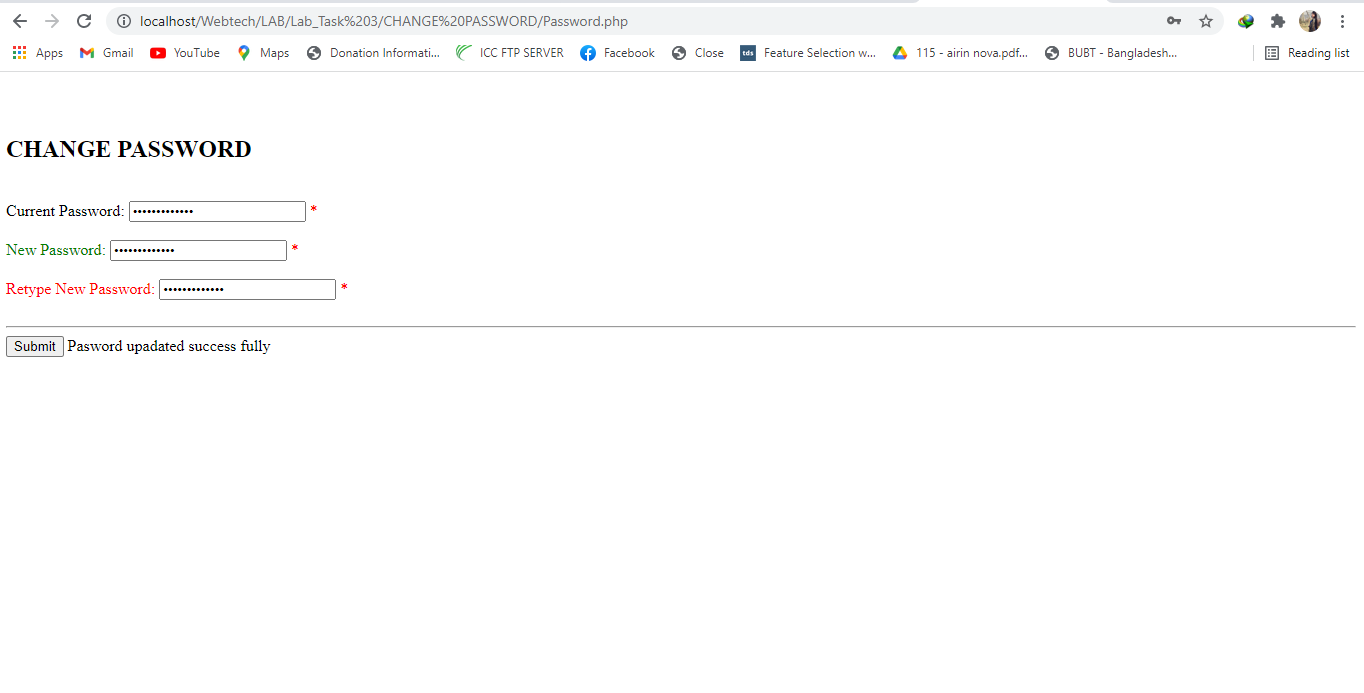 localhost/Webtech/LAB/Lab_Task%203/CHANGE%20PASSWORD/Password.php
Apps Gmail YouTube Maps Donation Informati... ICC FTP SERVER Facebook Close tds Feature Selection w... 115 - airin nova.pdf... BUBT - Bangladesh... Reading list
CHANGE PASSWORD
Current Password: ••••••••••••• *
New Password: ••••••••••••• *
Retype New Password: ••••••••••••• *
Submit Pasword upadated success fully